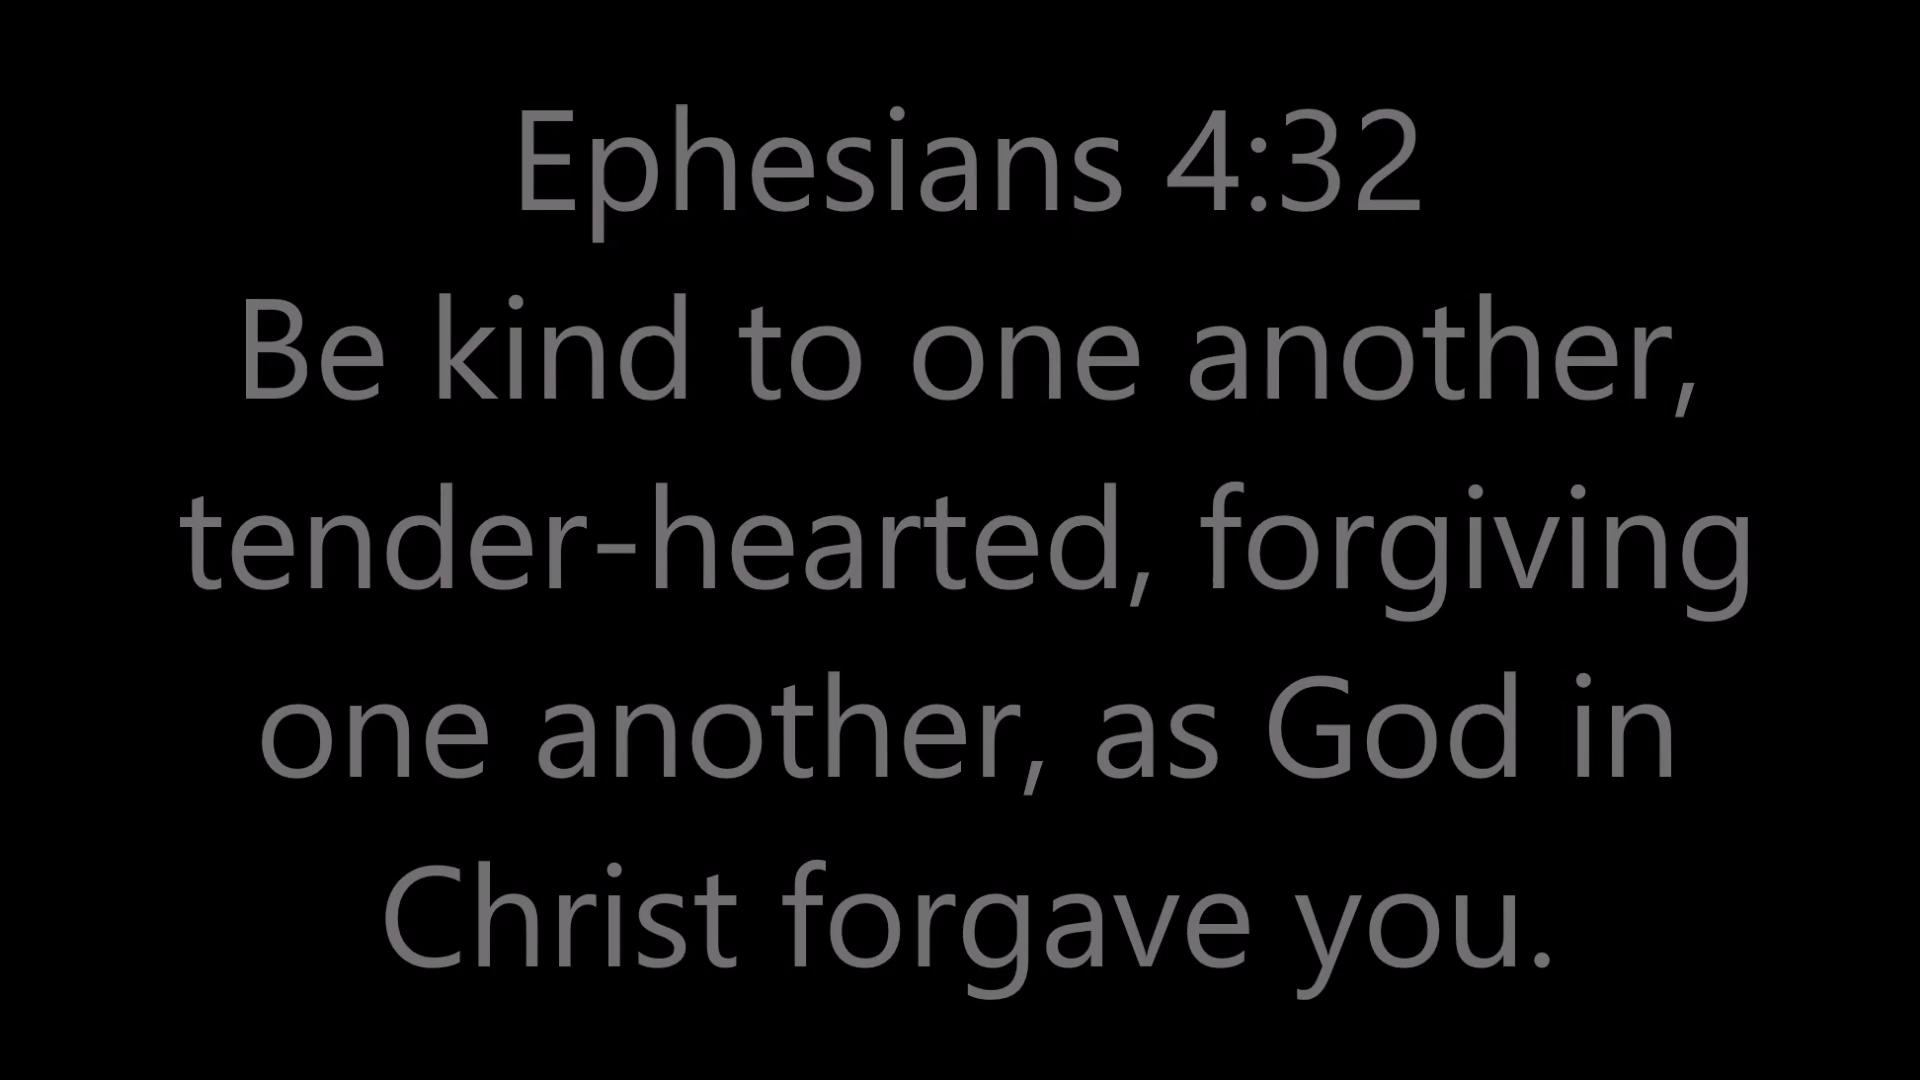 Ephesians 4:32
Be kind to one another,
tender-hearted, forgiving
one another, as God in
Christ forgave you.